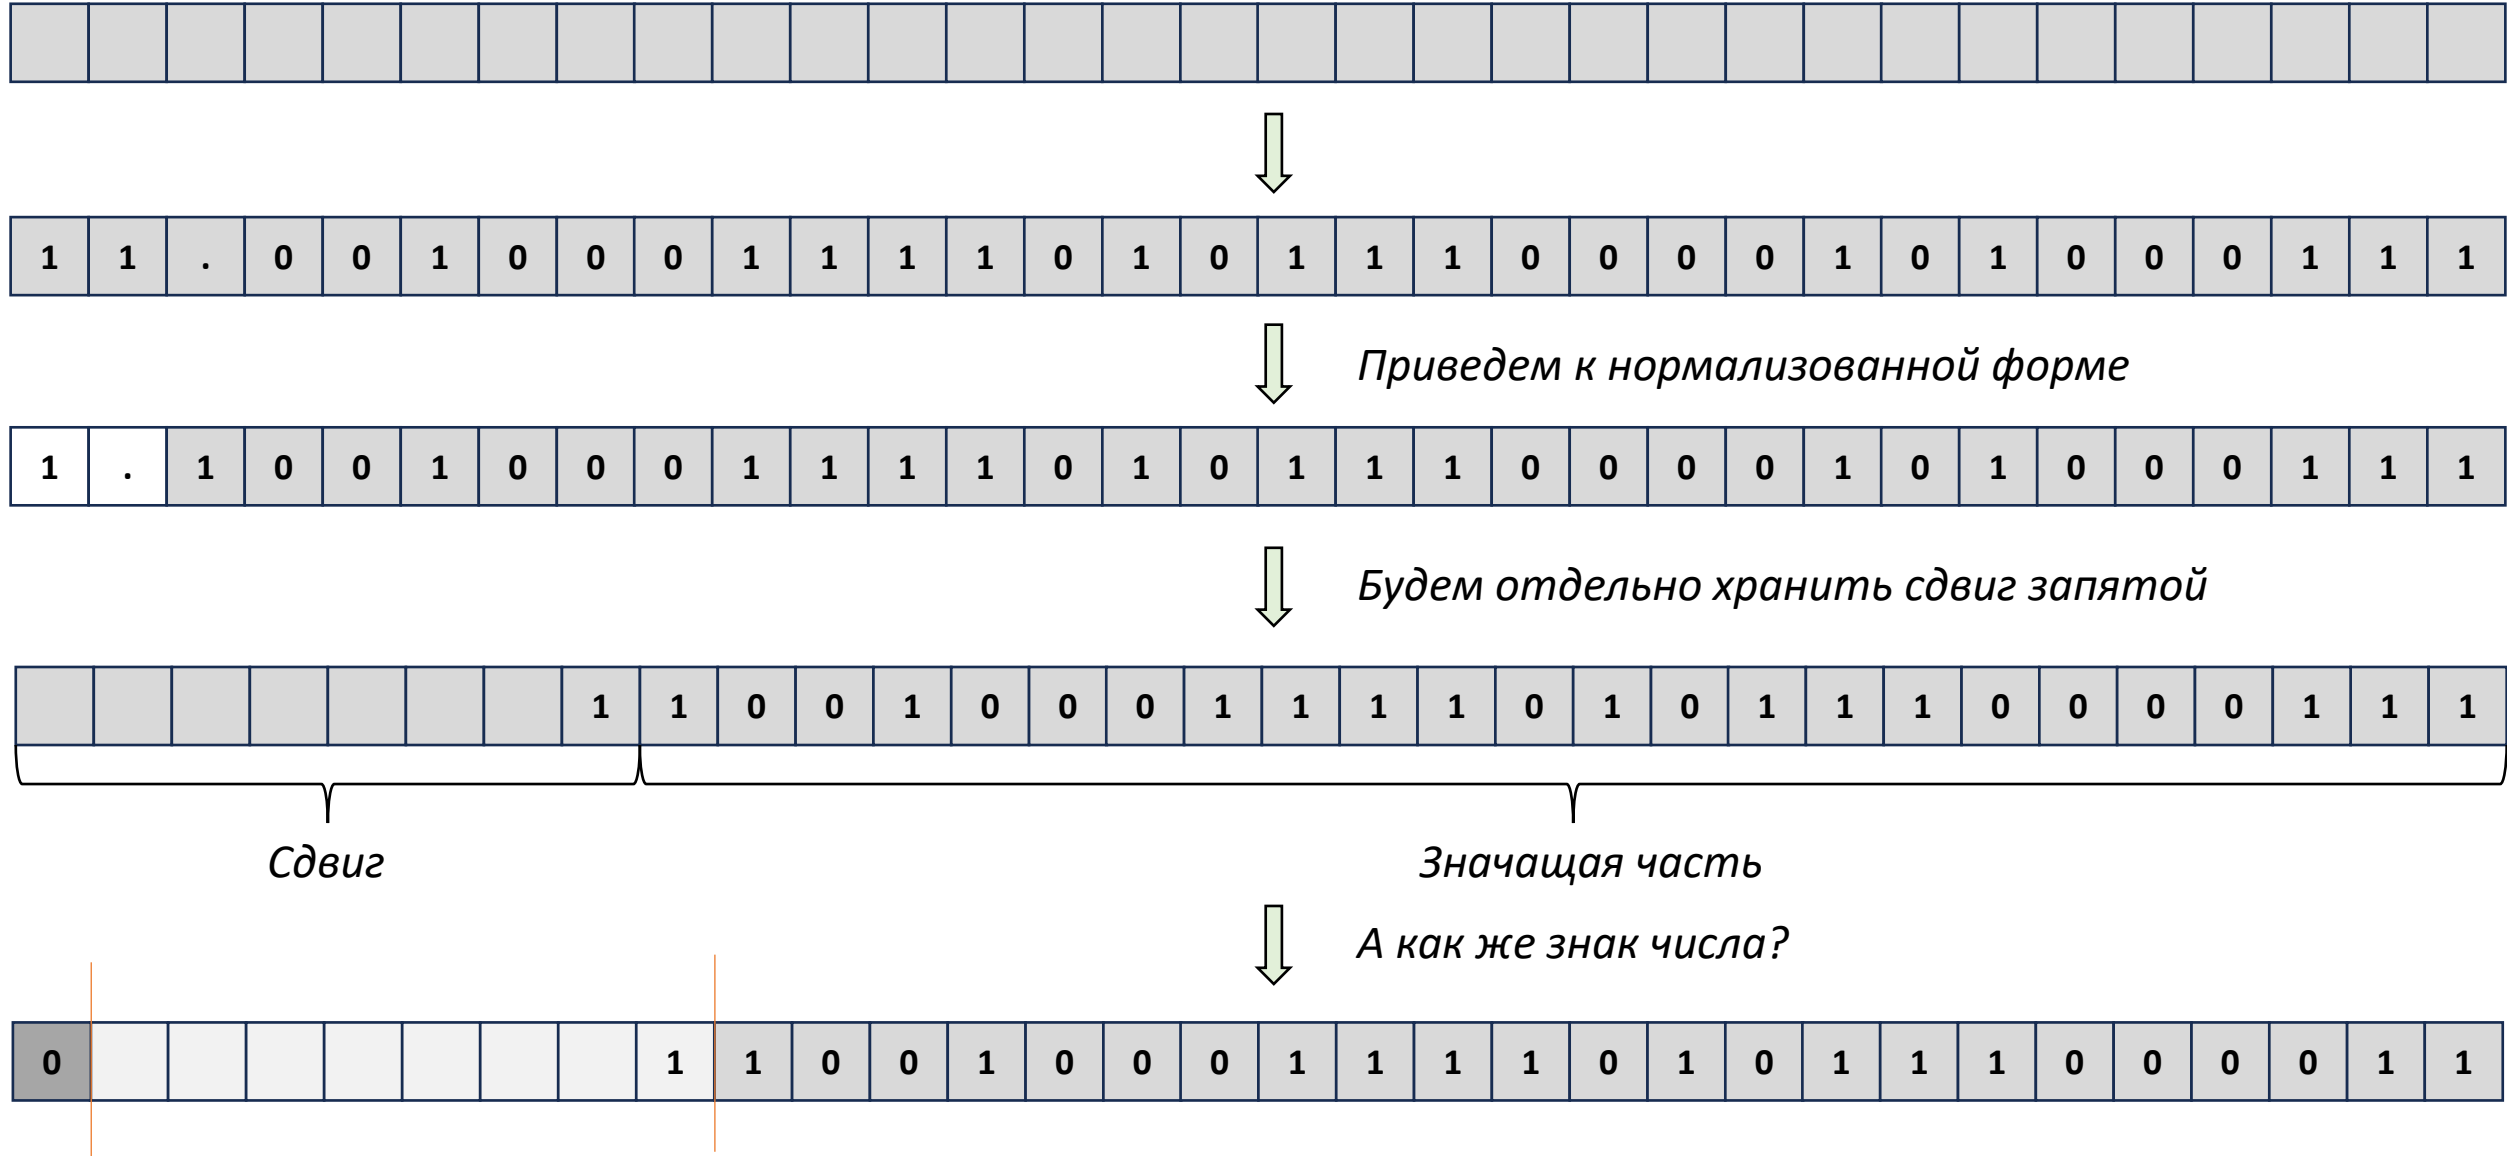 1 1 . 0 0 1 0 0 0 1 1 1 1 0 1 0 1 1 1 0 0 0 0 1 0 1 0 0 0 1 1 1
Приведем к нормализованной форме
1 . 1 0 0 1 0 0 0 1 1 1 1 0 1 0 1 1 1 0 0 0 0 1 0 1 0 0 0 1 1 1
Будем отдельно хранить сдвиг запятой
1 1 0 0 1 0 0 0 1 1 1 1 0 1 0 1 1 1 0 0 0 0 1 1 1
Сдвиг
Значащая часть
А как же знак числа?
0 1 1 0 0 1 0 0 0 1 1 1 1 0 1 0 1 1 1 0 0 0 0 1 1